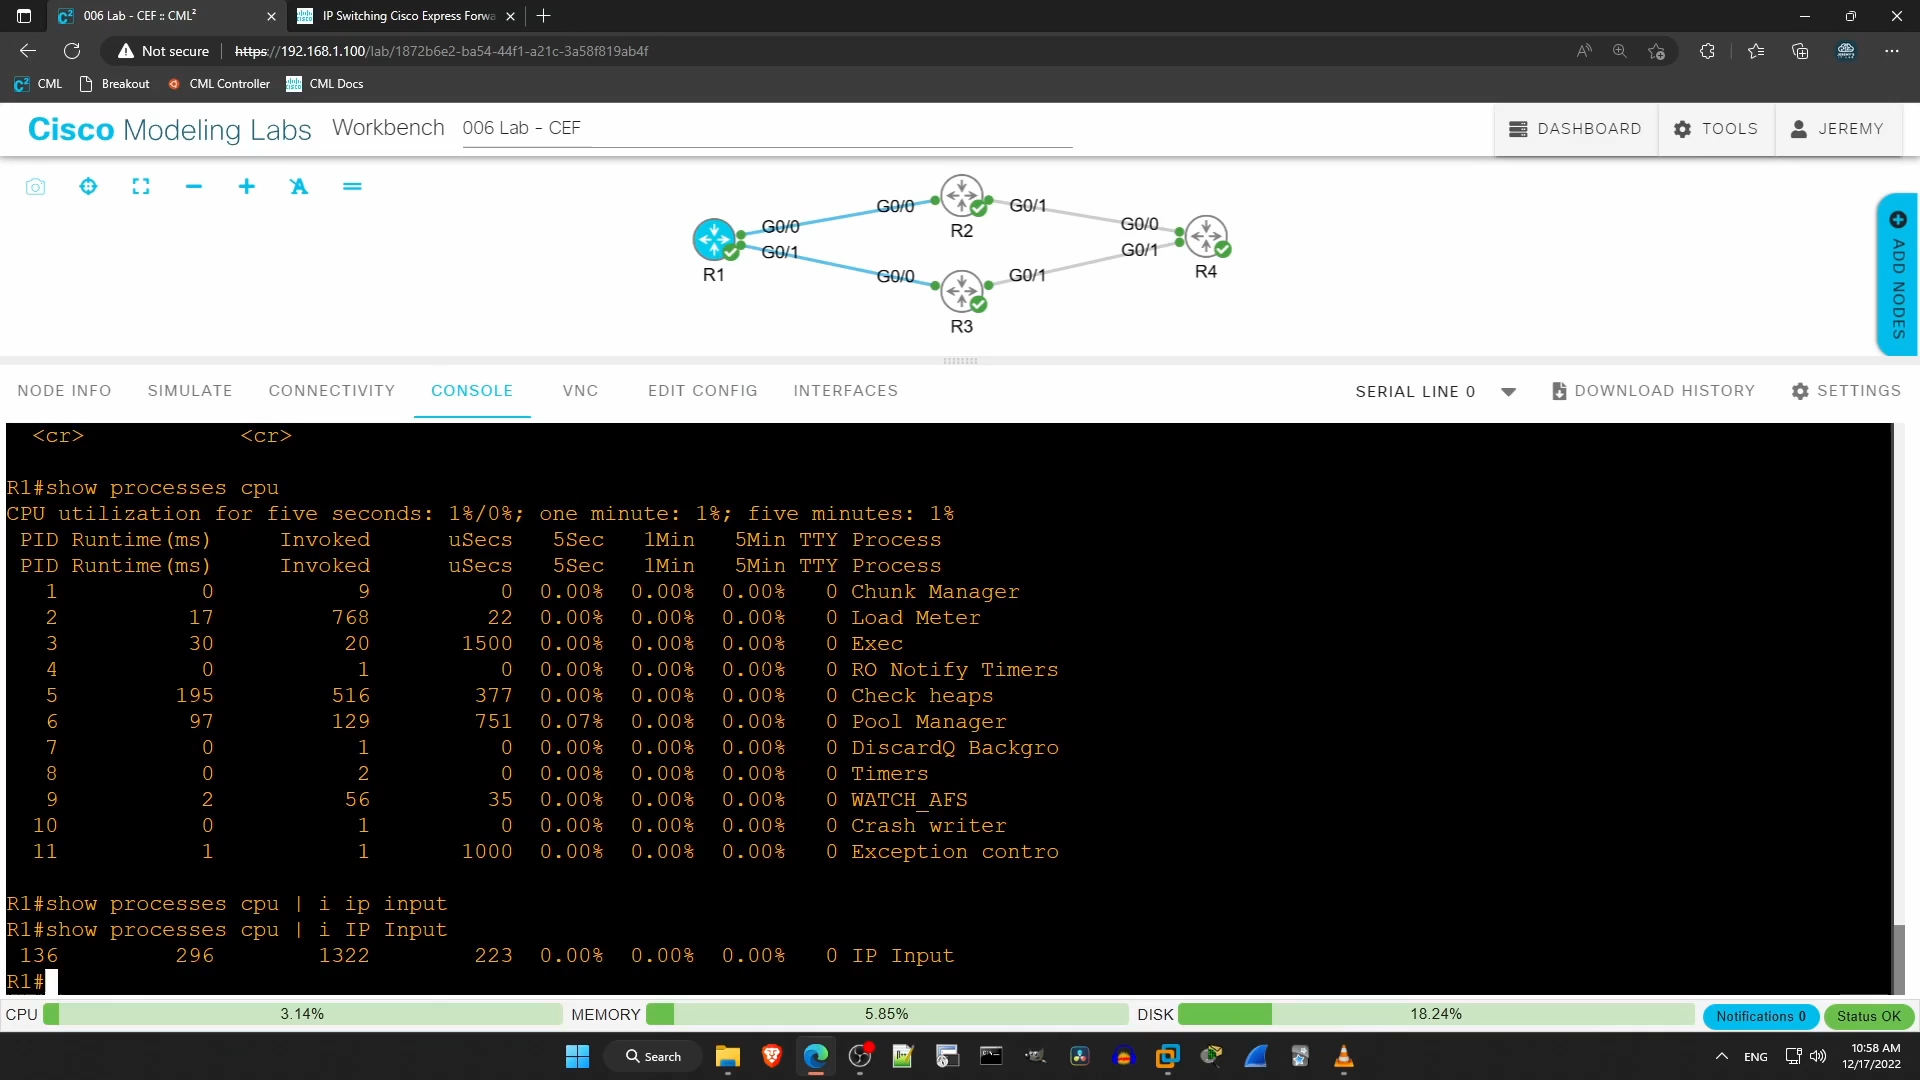 006 Lab - CEF :: CML²
IP Switching Cisco Express Forwa
Not secure
https://192.168.1.100/lab/1872b6e2-ba54-44f1-a21c-3a58f819ab4f
CML
Breakout
CML Controller
CML Docs
Cisco Modeling Labs
Workbench
006 Lab - CEF
DASHBOARD
TOOLS
JEREMY
G0/0
G0/1
R1
G0/0
R2
G0/1
G0/0
R3
G0/1
G0/0
G0/1
R4
ADD NODES
NODE INFO
SIMULATE
CONNECTIVITY
CONSOLE
VNC
EDIT CONFIG
INTERFACES
SERIAL LINE 0
DOWNLOAD HISTORY
SETTINGS
<cr> <cr>
R1#show processes cpu
CPU utilization for five seconds: 1%/0%; one minute: 1%; five minutes: 1%
PID Runtime(ms) Invoked uSecs 5Sec 1Min 5Min TTY Process
PID Runtime(ms) Invoked uSecs 5Sec 1Min 5Min TTY Process
1 0 9 0 0.00% 0.00% 0.00% 0 Chunk Manager
2 17 768 22 0.00% 0.00% 0.00% 0 Load Meter
3 30 20 1500 0.00% 0.00% 0.00% 0 Exec
4 0 1 0 0.00% 0.00% 0.00% 0 RO Notify Timers
5 195 516 377 0.00% 0.00% 0.00% 0 Check heaps
6 97 129 751 0.07% 0.00% 0.00% 0 Pool Manager
7 0 1 0 0.00% 0.00% 0.00% 0 DiscardQ Backgro
8 0 2 0 0.00% 0.00% 0.00% 0 Timers
9 2 56 35 0.00% 0.00% 0.00% 0 WATCH_AFS
10 0 1 0 0.00% 0.00% 0.00% 0 Crash writer
11 1 1 1000 0.00% 0.00% 0.00% 0 Exception contro
R1#show processes cpu | i ip input
R1#show processes cpu | i IP Input
136 296 1322 223 0.00% 0.00% 0.00% 0 IP Input
R1#
CPU 3.14%
MEMORY 5.85%
DISK 18.24%
Notifications 0
Status OK
Search
ENG
10:58 AM
12/17/2022